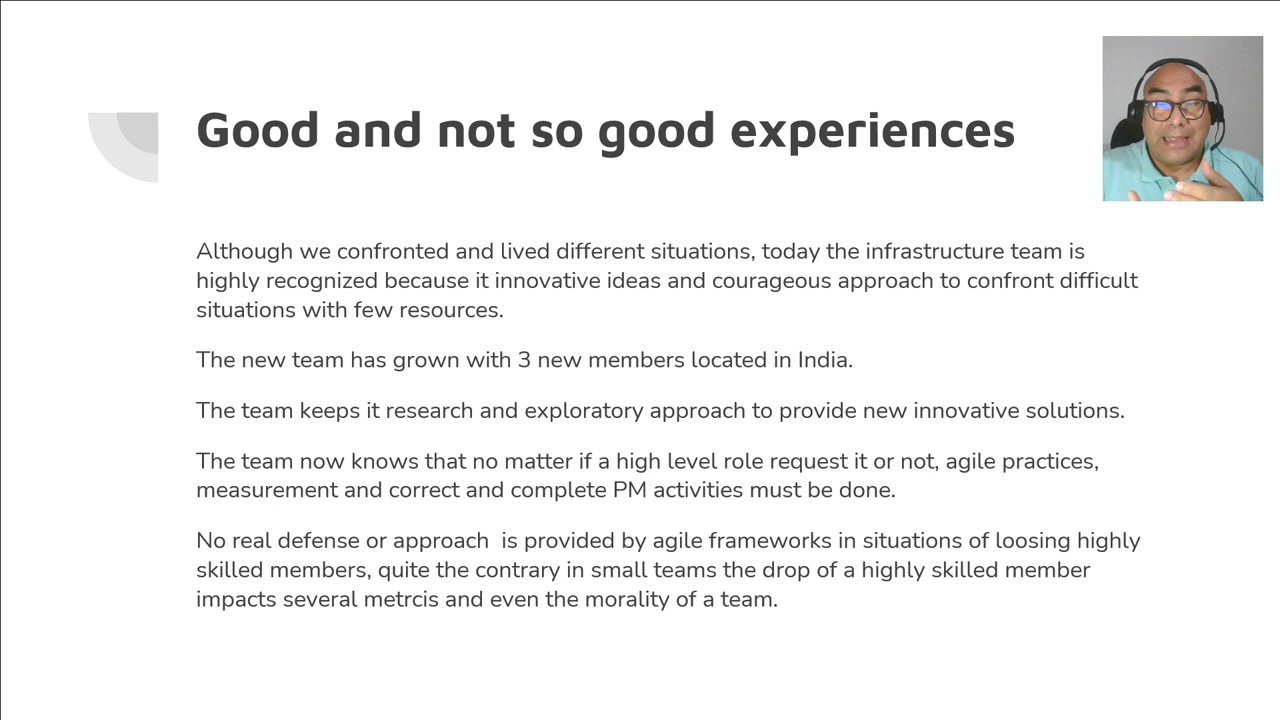 Good and not so good experiences
Although we confronted and lived different situations, today the infrastructure team is
highly recognized because it innovative ideas and courageous approach to confront difficult
situations with few resources.
The new team has grown with 3 new members located in India.
The team keeps it research and exploratory approach to provide new innovative solutions.
The team now knows that no matter if a high level role request it or not, agile practices,
measurement and correct and complete PM activities must be done.
No real defense or approach  is provided by agile frameworks in situations of loosing highly
skilled members, quite the contrary in small teams the drop of a highly skilled member
impacts several metrcis and even the morality of a team.